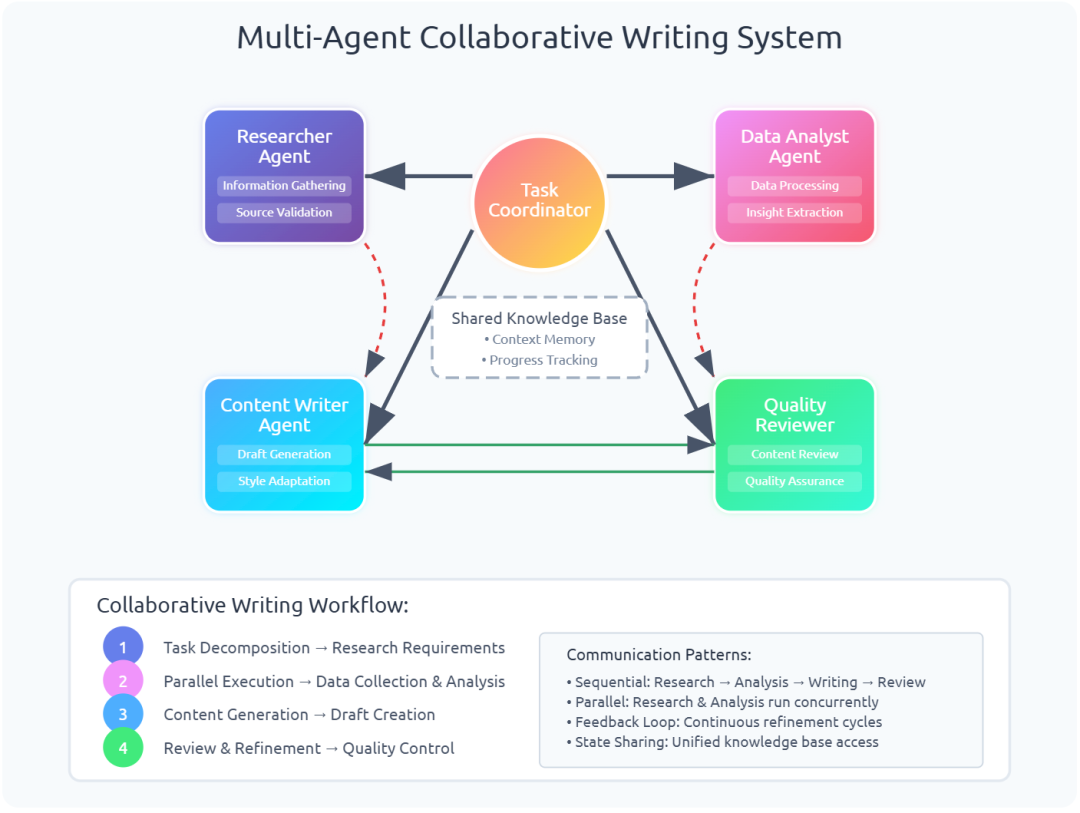 Multi-Agent Collaborative Writing System
Researcher
Agent
Information Gathering
Source Validation
Task
Coordinator
Data Analyst
Agent
Data Processing
Insight Extraction
Shared Knowledge Base
• Context Memory
• Progress Tracking
Content Writer
Agent
Draft Generation
Style Adaptation
Quality
Reviewer
Content Review
Quality Assurance
Collaborative Writing Workflow:
1 Task Decomposition → Research Requirements
2 Parallel Execution → Data Collection & Analysis
3 Content Generation → Draft Creation
4 Review & Refinement → Quality Control
Communication Patterns:
• Sequential: Research → Analysis → Writing → Review
• Parallel: Research & Analysis run concurrently
• Feedback Loop: Continuous refinement cycles
• State Sharing: Unified knowledge base access